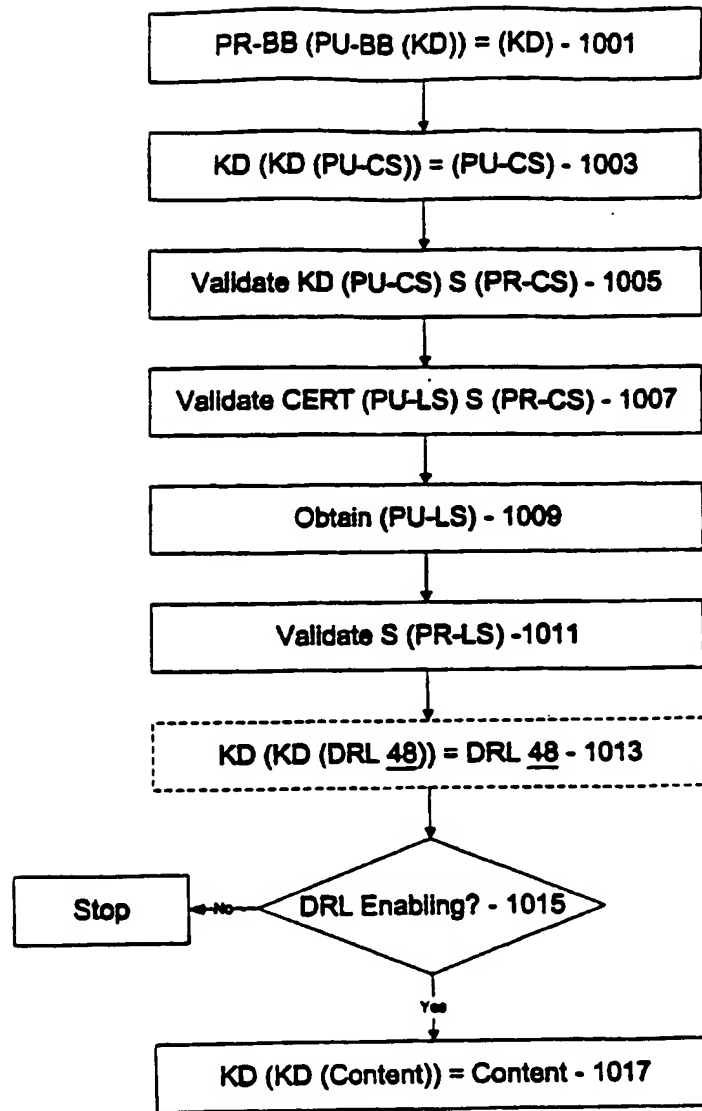 PR-BB (PU-BB (KD)) = (KD) - 1001
KD (KD (PU-CS)) = (PU-CS) - 1003
Validate KD (PU-CS) S (PR-CS) - 1005
Validate CERT (PU-LS) S (PR-CS) - 1007
Obtain (PU-LS) - 1009
Validate S (PR-LS) -1011
KD (KD (DRL 48)) = DRL 48 - 1013
DRL Enabling? - 1015
No
Stop
Yes
KD (KD (Content)) = Content - 1017